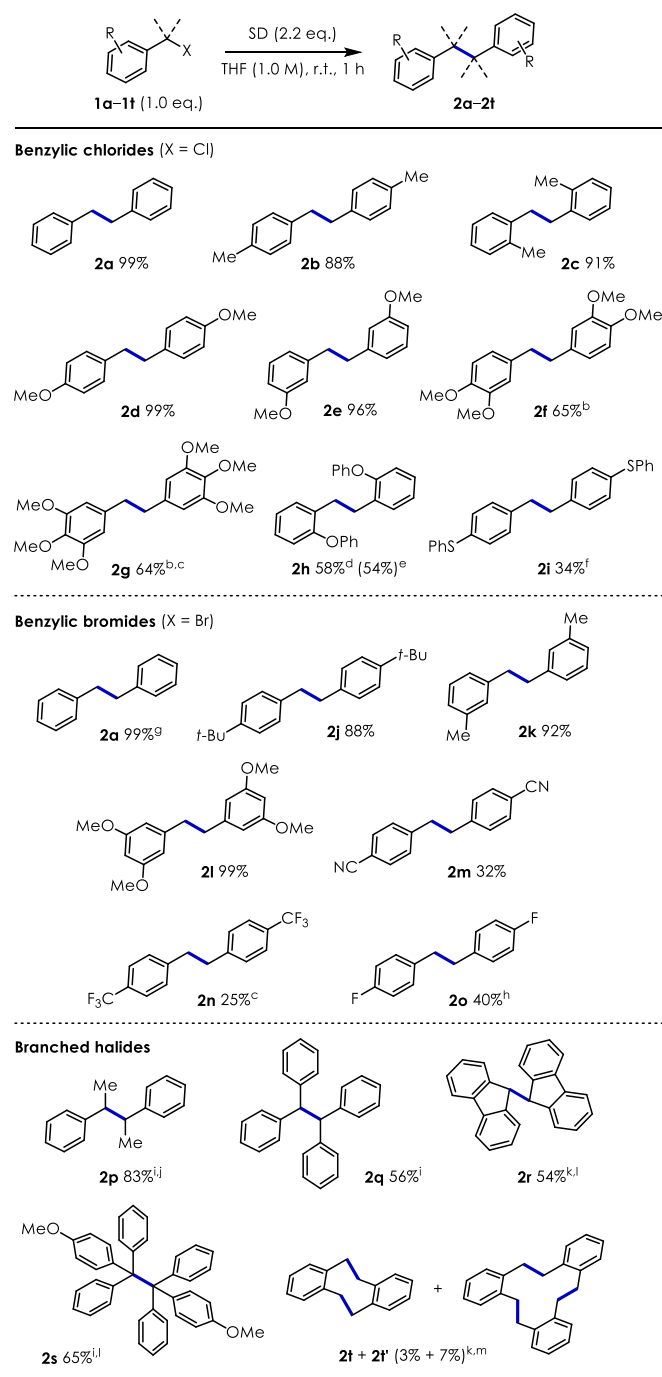 R
X
SD (2.2 eq.)
THF (1.0 M), r.t., 1 h
R
R
1a–1t (1.0 eq.)
2a–2t
Benzylic chlorides (X = Cl)
Me
Me
Me
Me
2a 99%
2b 88%
2c 91%
OMe
OMe
OMe
OMe
MeO
MeO
MeO
MeO
2d 99%
2e 96%
2f 65%b
OMe
OMe
OMe
MeO
MeO
MeO
PhO
OPh
SPh
PhS
2g 64%b,c
2h 58%d (54%)e
2i 34%f
Benzylic bromides (X = Br)
t-Bu
t-Bu
Me
Me
2a 99%g
2j 88%
2k 92%
OMe
OMe
MeO
MeO
CN
NC
2l 99%
2m 32%
CF3
F3C
F
F
2n 25%c
2o 40%h
Branched halides
Me
Me
2p 83%i,j
2q 56%i
2r 54%k,l
MeO
OMe
+
2s 65%i,l
2t + 2t' (3% + 7%)k,m